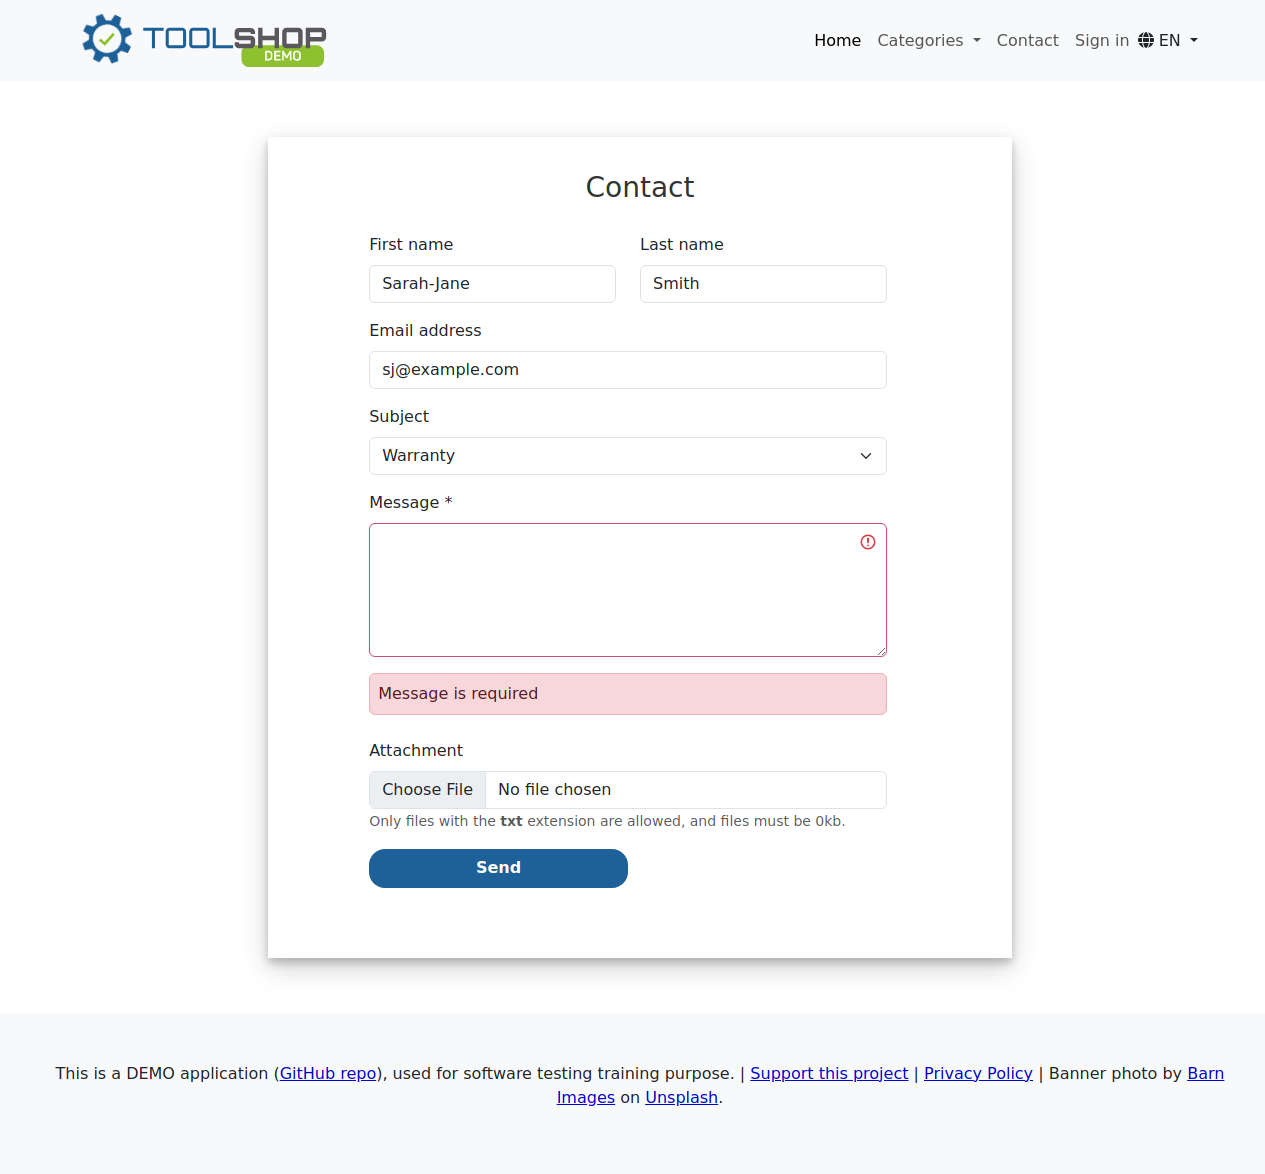 TOOLSHOP
DEMO
Home Categories Contact Sign in EN
Contact
First name Last name
Sarah-Jane Smith
Email address
sj@example.com
Subject
Warranty
Message *
Message is required
Attachment
Choose File No file chosen
Only files with the txt extension are allowed, and files must be 0kb.
Send
This is a DEMO application (GitHub repo), used for software testing training purpose. | Support this project | Privacy Policy | Banner photo by Barn
Images on Unsplash.